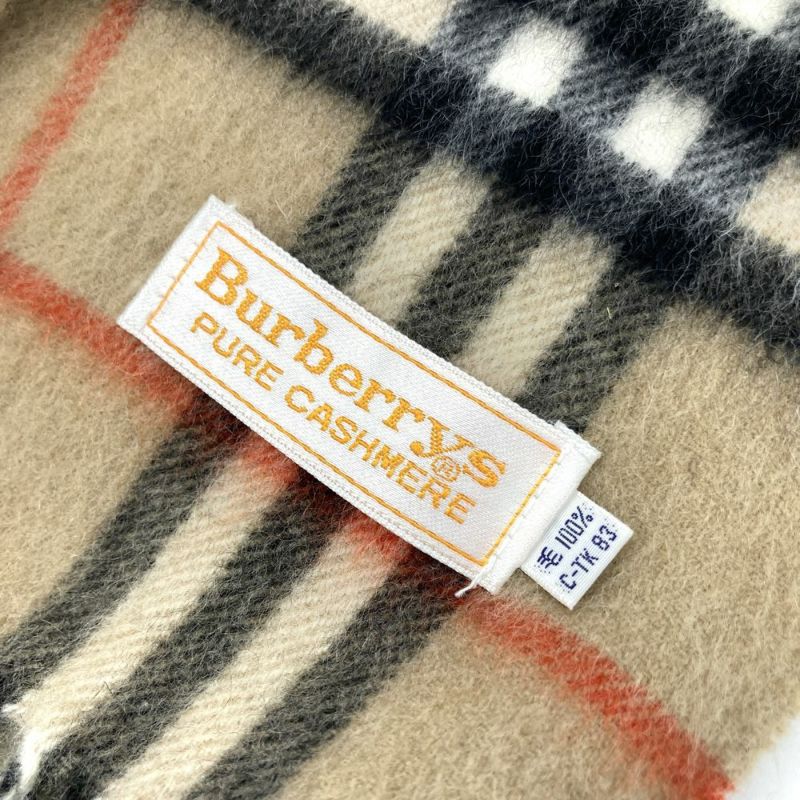 Burberrys®
PURE CASHMERE
毛 100%
C-TK 83